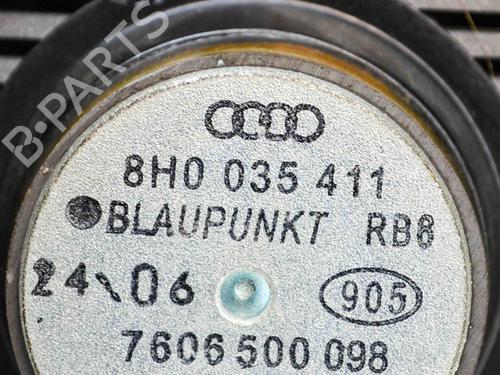 8H0 035 411
BLAUPUNKT RB8
24\06
905
7606 500 098
B-PARTS